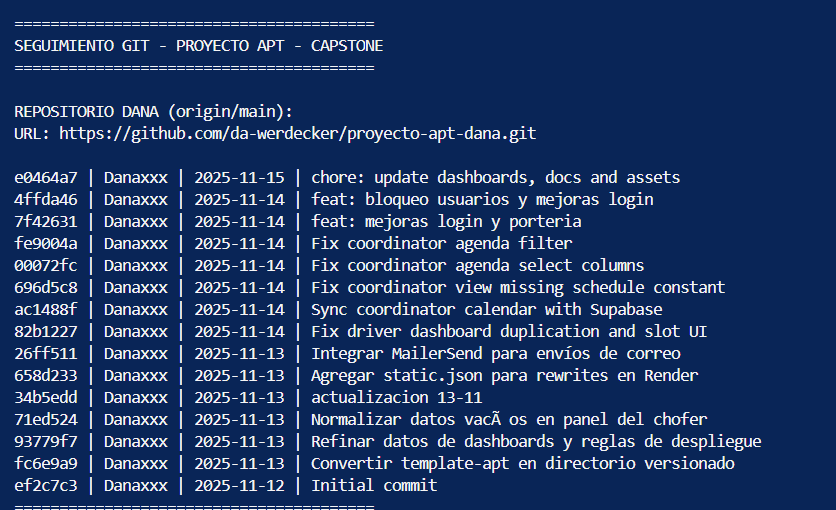 ========================================
SEGUIMIENTO GIT - PROYECTO APT - CAPSTONE
========================================
REPOSITORIO DANA (origin/main):
URL: https://github.com/da-werdecker/proyecto-apt-dana.git
e0464a7 | Danaxxx | 2025-11-15 | chore: update dashboards, docs and assets
4ffda46 | Danaxxx | 2025-11-14 | feat: bloqueo usuarios y mejoras login
7f42631 | Danaxxx | 2025-11-14 | feat: mejoras login y porteria
fe9004a | Danaxxx | 2025-11-14 | Fix coordinator agenda filter
00072fc | Danaxxx | 2025-11-14 | Fix coordinator agenda select columns
696d5c8 | Danaxxx | 2025-11-14 | Fix coordinator view missing schedule constant
ac1488f | Danaxxx | 2025-11-14 | Sync coordinator calendar with Supabase
82b1227 | Danaxxx | 2025-11-14 | Fix driver dashboard duplication and slot UI
26ff511 | Danaxxx | 2025-11-13 | Integrar MailerSend para envíos de correo
658d233 | Danaxxx | 2025-11-13 | Agregar static.json para rewrites en Render
34b5edd | Danaxxx | 2025-11-13 | actualizacion 13-11
71ed524 | Danaxxx | 2025-11-13 | Normalizar datos vacÃ os en panel del chofer
93779f7 | Danaxxx | 2025-11-13 | Refinar datos de dashboards y reglas de despliegue
fc6e9a9 | Danaxxx | 2025-11-13 | Convertir template-apt en directorio versionado
ef2c7c3 | Danaxxx | 2025-11-12 | Initial commit
========================================